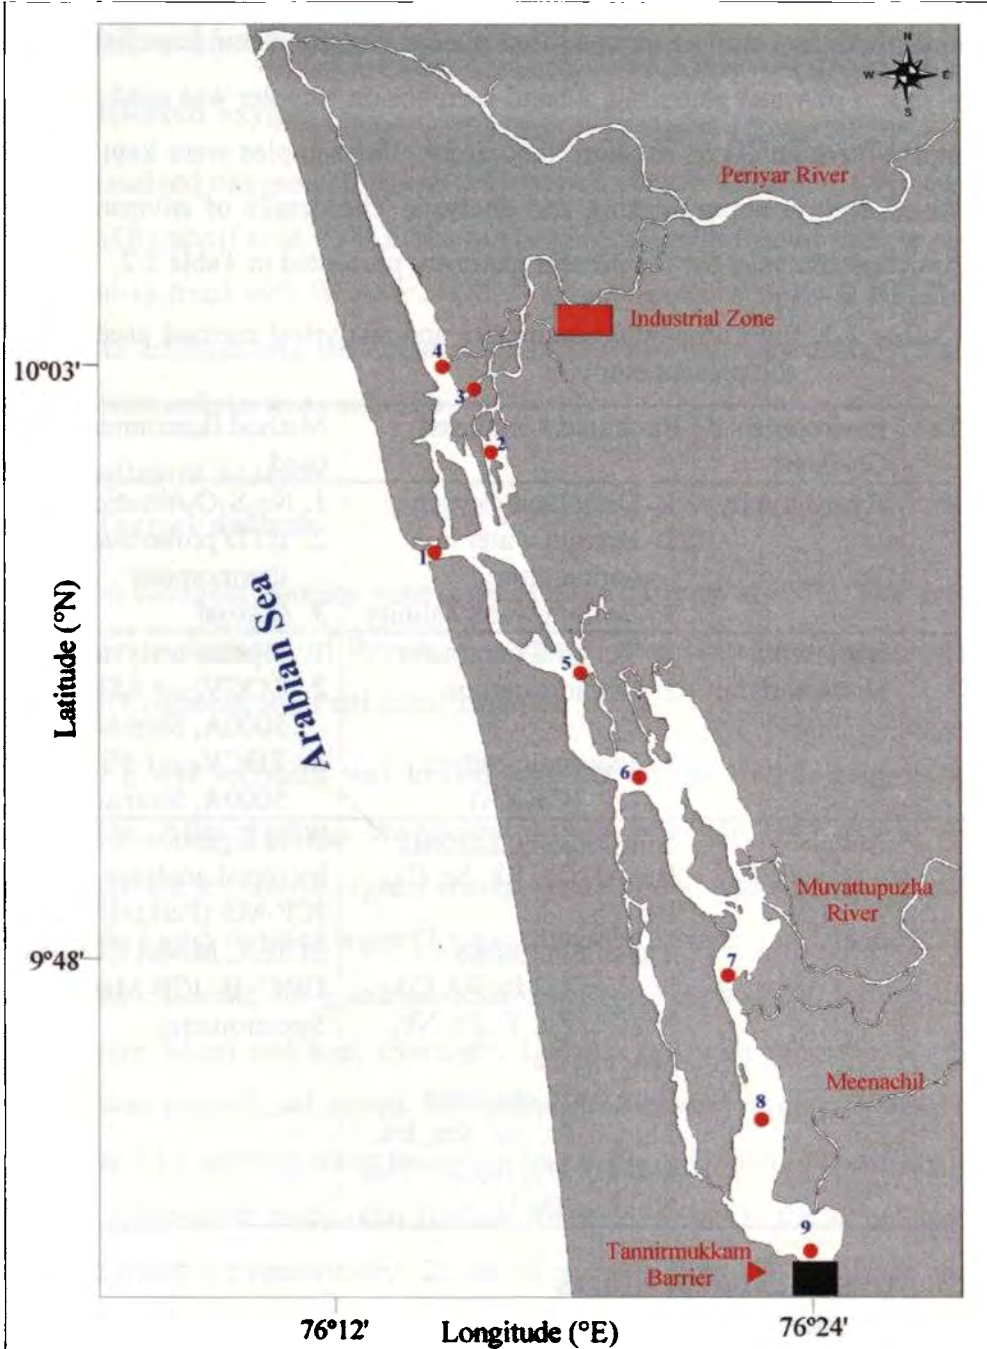 N
W E
S
Periyar River
Industrial Zone
4
10°03'
3
2
1
Arabian Sea
Latitude (°N)
5
6
Muvattupuzha
River
9°48'
7
Meenachil
8
9
Tannirmukkam
Barrier
76°12'
Longitude (°E)
76°24'